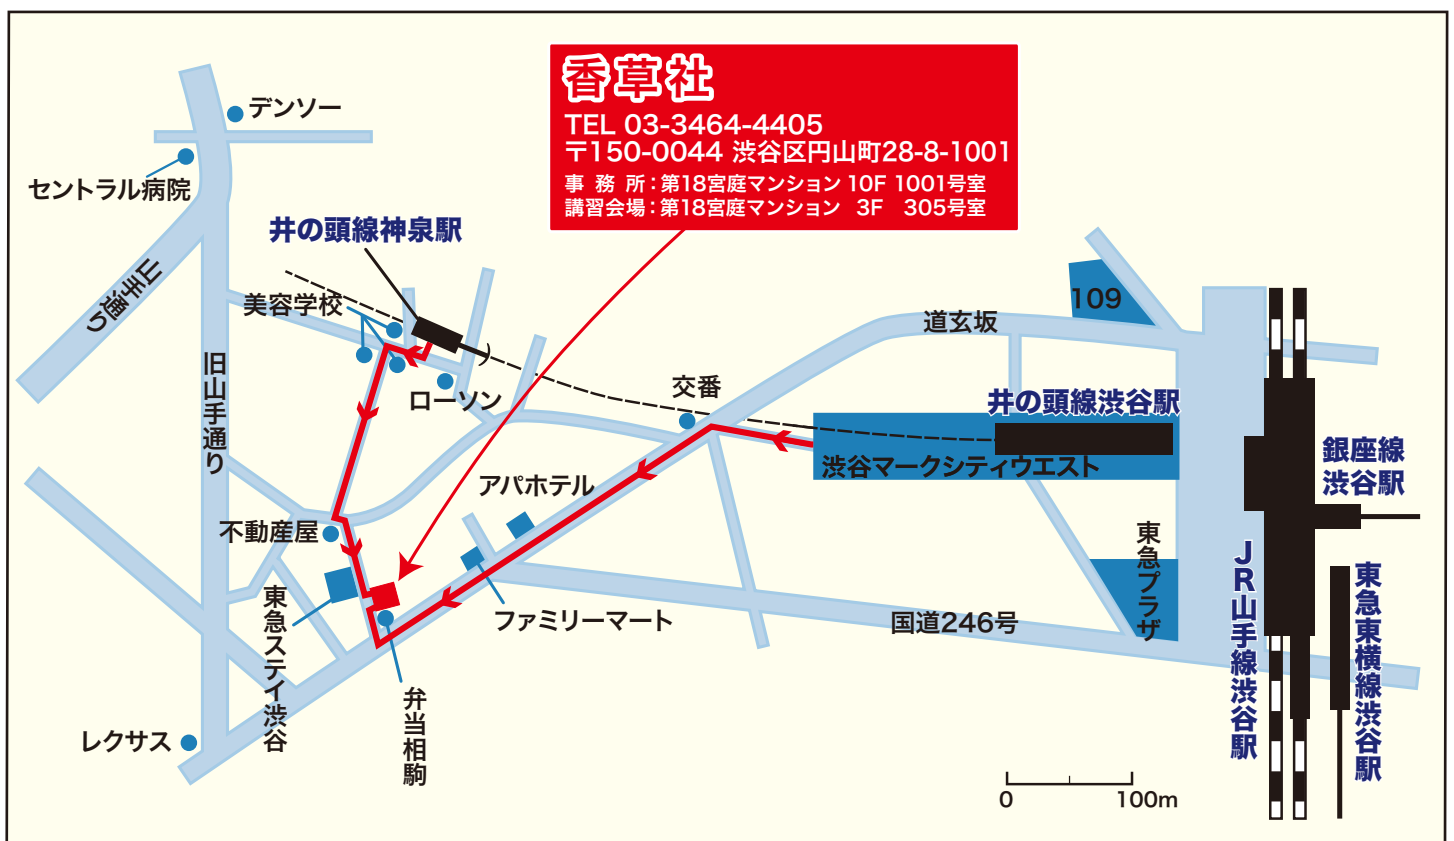 香草社
TEL 03-3464-4405
〒150-0044 渋谷区円山町28-8-1001
事 務 所：第18宮庭マンション 10F 1001号室
講習会場：第18宮庭マンション 3F 305号室
デンソー
セントラル病院
井の頭線神泉駅
山手通り
美容学校
109
道玄坂
旧山手通り
交番
ローソン
井の頭線渋谷駅
渋谷マークシティウエスト
銀座線
渋谷駅
アパホテル
不動産屋
東急プラザ
JR山手線渋谷駅
東急東横線渋谷駅
東急ステイ渋谷
ファミリーマート
国道246号
弁当相駒
レクサス
0 100m